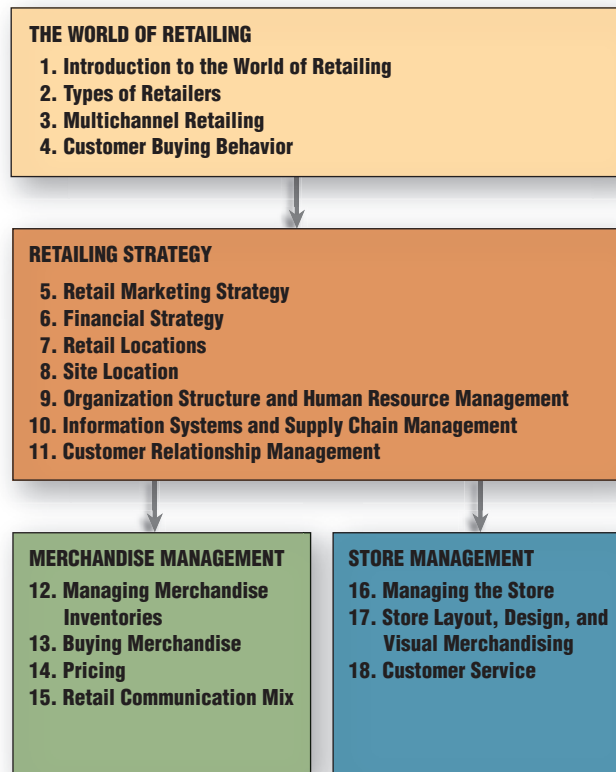 THE WORLD OF RETAILING
1. Introduction to the World of Retailing
2. Types of Retailers
3. Multichannel Retailing
4. Customer Buying Behavior
RETAILING STRATEGY
5. Retail Marketing Strategy
6. Financial Strategy
7. Retail Locations
8. Site Location
9. Organization Structure and Human Resource Management
10. Information Systems and Supply Chain Management
11. Customer Relationship Management
MERCHANDISE MANAGEMENT
12. Managing Merchandise
Inventories
13. Buying Merchandise
14. Pricing
15. Retail Communication Mix
STORE MANAGEMENT
16. Managing the Store
17. Store Layout, Design, and
Visual Merchandising
18. Customer Service